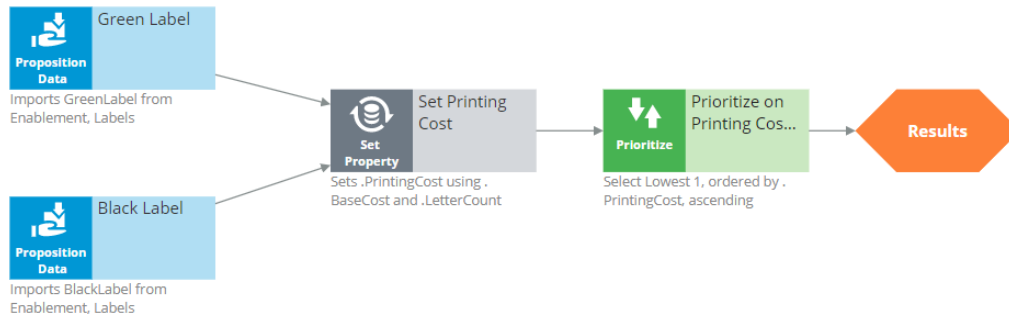 Green Label
Proposition
Data
Imports GreenLabel from
Enablement, Labels
Set Printing
Cost
Set
Property
Sets .PrintingCost using .
BaseCost and .LetterCount
Prioritize on
Printing Cos...
Prioritize
Select Lowest 1, ordered by .
PrintingCost, ascending
Results
Black Label
Proposition
Data
Imports BlackLabel from
Enablement, Labels